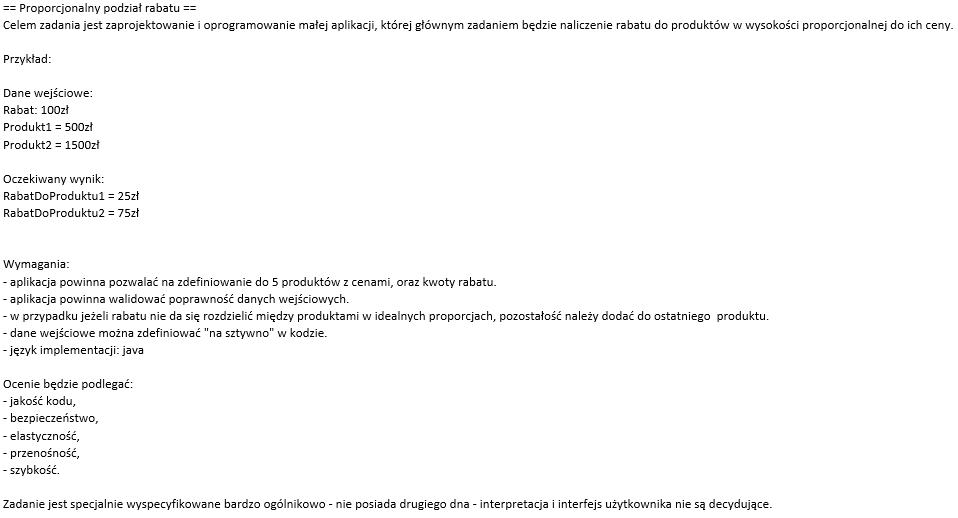 == Proporcjonalny podział rabatu ==
Celem zadania jest zaprojektowanie i oprogramowanie małej aplikacji, której głównym zadaniem będzie naliczenie rabatu do produktów w wysokości proporcjonalnej do ich ceny.
Przykład:
Dane wejściowe:
Rabat: 100zł
Produkt1 = 500zł
Produkt2 = 1500zł
Oczekiwany wynik:
RabatDoProduktu1 = 25zł
RabatDoProduktu2 = 75zł
Wymagania:
- aplikacja powinna pozwalać na zdefiniowanie do 5 produktów z cenami, oraz kwoty rabatu.
- aplikacja powinna walidować poprawność danych wejściowych.
- w przypadku jeżeli rabatu nie da się rozdzielić między produktami w idealnych proporcjach, pozostałość należy dodać do ostatniego  produktu.
- dane wejściowe można zdefiniować "na sztywno" w kodzie.
- język implementacji: java
Ocenie będzie podlegać:
- jakość kodu,
- bezpieczeństwo,
- elastyczność,
- przenośność,
- szybkość.
Zadanie jest specjalnie wyspecyfikowane bardzo ogólnikowo - nie posiada drugiego dna - interpretacja i interfejs użytkownika nie są decydujące.